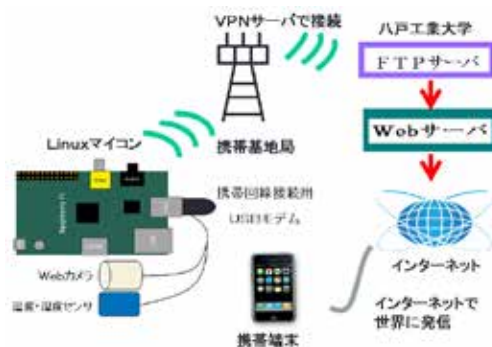 VPNサーバで接続
八戸工業大学
FTPサーバ
Webサーバ
Linuxマイコン
携帯基地局
携帯回線接続用
USBモデム
Webカメラ
温度・湿度センサ
携帯端末
インターネット
インターネットで
世界に発信